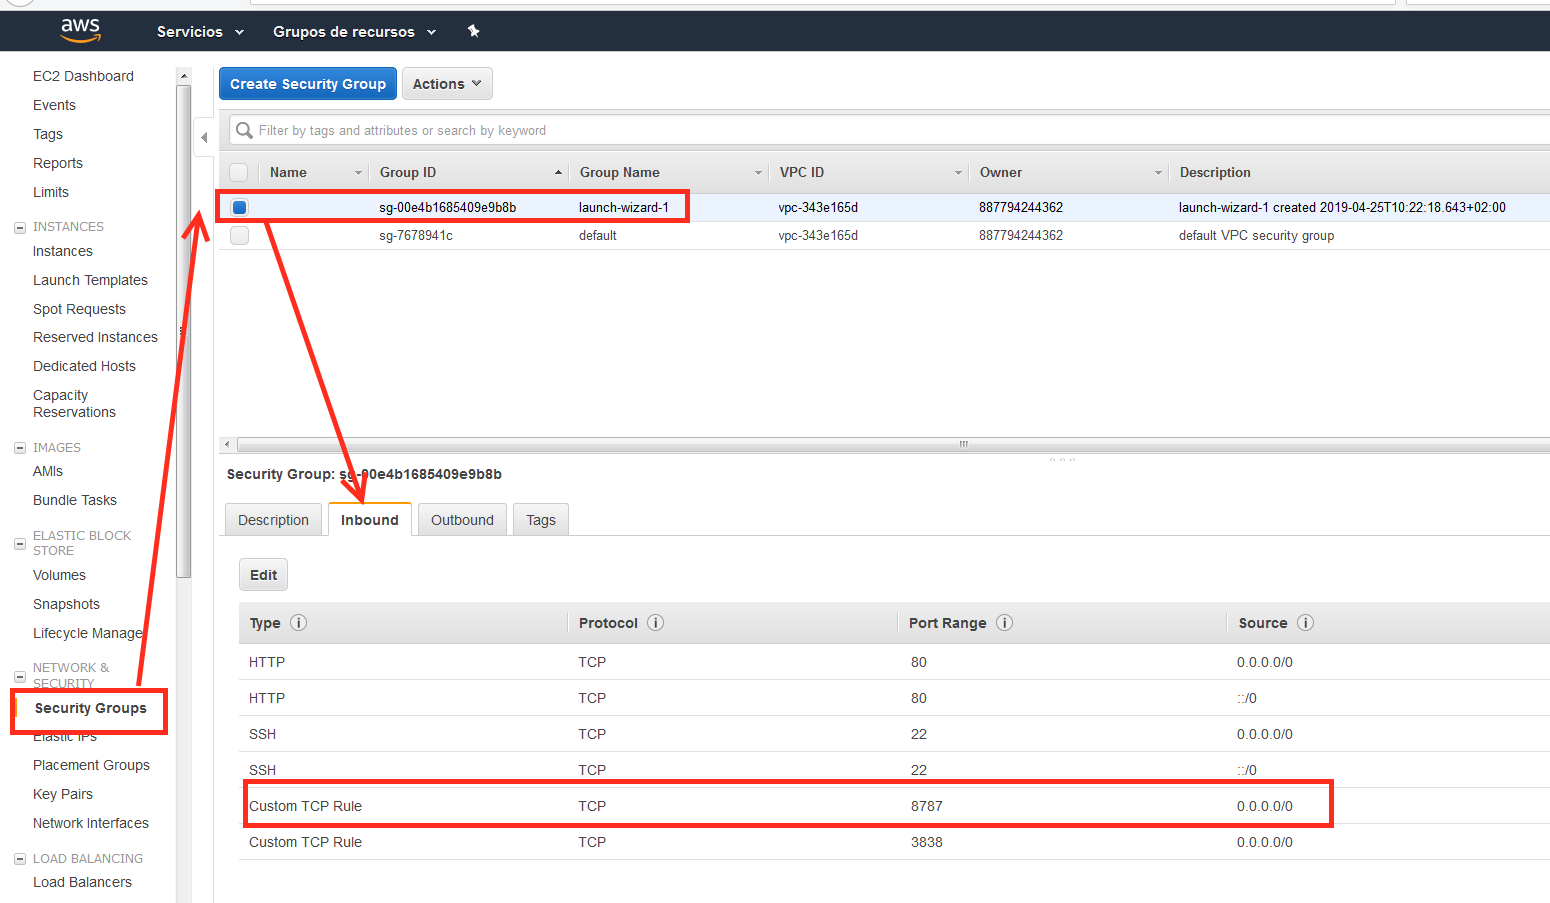 aws Servicios Grupos de recursos
EC2 Dashboard
Events
Tags
Reports
Limits
INSTANCES
Instances
Launch Templates
Spot Requests
Reserved Instances
Dedicated Hosts
Capacity
Reservations
IMAGES
AMIs
Bundle Tasks
ELASTIC BLOCK
STORE
Volumes
Snapshots
Lifecycle Manage
NETWORK &
SECURITY
Security Groups
Elastic IPs
Placement Groups
Key Pairs
Network Interfaces
LOAD BALANCING
Load Balancers
Create Security Group Actions
Filter by tags and attributes or search by keyword
Name Group ID Group Name VPC ID Owner Description
sg-00e4b1685409e9b8b launch-wizard-1 vpc-343e165d 887794244362 launch-wizard-1 created 2019-04-25T10:22:18.643+02:00
sg-7678941c default vpc-343e165d 887794244362 default VPC security group
Security Group: sg-00e4b1685409e9b8b
Description Inbound Outbound Tags
Edit
Type Protocol Port Range Source
HTTP TCP 80 0.0.0.0/0
HTTP TCP 80 ::/0
SSH TCP 22 0.0.0.0/0
SSH TCP 22 ::/0
Custom TCP Rule TCP 8787 0.0.0.0/0
Custom TCP Rule TCP 3838 0.0.0.0/0